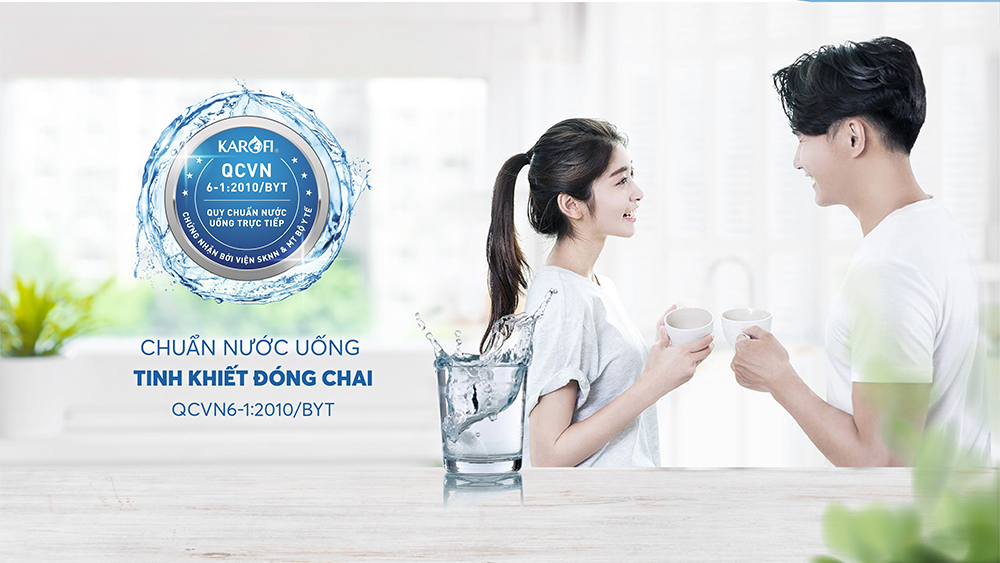 KAROFI®
QCVN
6-1:2010/BYT
QUY CHUẨN NƯỚC
UỐNG TRỰC TIẾP
CHỨNG NHẬN BỞI VIỆN SKNN & MT BỘ Y TẾ
CHUẨN NƯỚC UỐNG
TINH KHIẾT ĐÓNG CHAI
QCVN6-1:2010/BYT